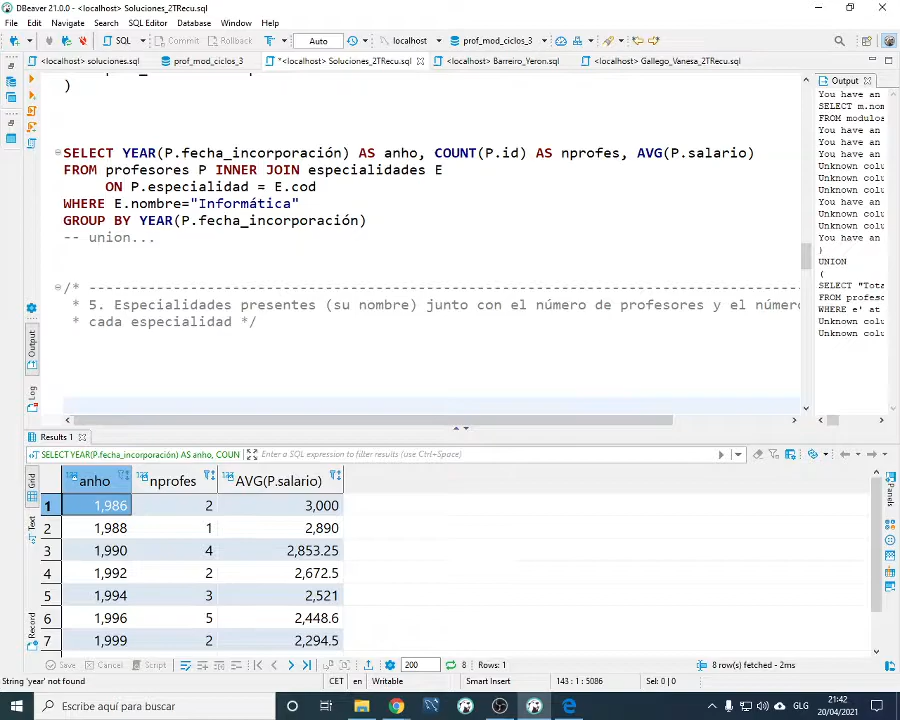 DBeaver 21.0.0 - <localhost> Soluciones_2TRecu.sql
File Edit Navigate Search SQL Editor Database Window Help
SQL Commit Rollback Auto localhost prof_mod_ciclos_3
<localhost> soluciones.sql prof_mod_ciclos_3 *<localhost> Soluciones_2TRecu.sql <localhost> Barreiro_Yeron.sql <localhost> Gallego_Vanesa_2TRecu.sql
)
SELECT YEAR(P.fecha_incorporación) AS anho, COUNT(P.id) AS nprofes, AVG(P.salario)
FROM profesores P INNER JOIN especialidades E
ON P.especialidad = E.cod
WHERE E.nombre="Informática"
GROUP BY YEAR(P.fecha_incorporación)
-- union...
/* --------------------------------------------------------------------------------
* 5. Especialidades presentes (su nombre) junto con el número de profesores y el núme
* cada especialidad */
Output
You have an
SELECT m.nom
FROM modulos
You have an
You have an
You have an
Unknown colu
Unknown colu
Unknown colu
You have an
Unknown colu
Unknown colu
You have an
)
UNION
(
SELECT "Tota
FROM profeso
WHERE e' at
Unknown colu
Unknown colu
Output
Log
Results 1
SELECT YEAR(P.fecha_incorporación) AS anho, COUN Enter a SQL expression to filter results (use Ctrl+Space)
Grid
Text
Record
Panels
anho nprofes AVG(P.salario)
1 1,986 2 3,000
2 1,988 1 2,890
3 1,990 4 2,853.25
4 1,992 2 2,672.5
5 1,994 3 2,521
6 1,996 5 2,448.6
7 1,999 2 2,294.5
Save Cancel Script 200 8 Rows: 1 8 row(s) fetched - 2ms
String 'year' not found CET en Writable Smart Insert 143 : 1 : 5086 Sel: 0 | 0
Escribe aquí para buscar
GLG
21:42
20/04/2021